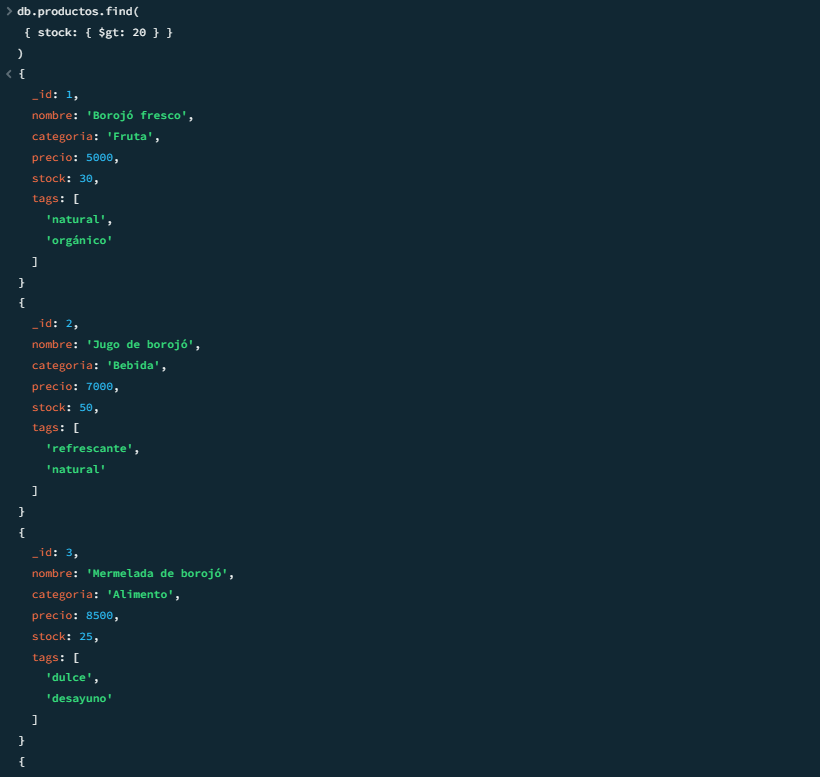 > db.productos.find(
{ stock: { $gt: 20 } }
)
< {
_id: 1,
nombre: 'Borojó fresco',
categoria: 'Fruta',
precio: 5000,
stock: 30,
tags: [
'natural',
'orgánico'
]
}
{
_id: 2,
nombre: 'Jugo de borojó',
categoria: 'Bebida',
precio: 7000,
stock: 50,
tags: [
'refrescante',
'natural'
]
}
{
_id: 3,
nombre: 'Mermelada de borojó',
categoria: 'Alimento',
precio: 8500,
stock: 25,
tags: [
'dulce',
'desayuno'
]
}
{